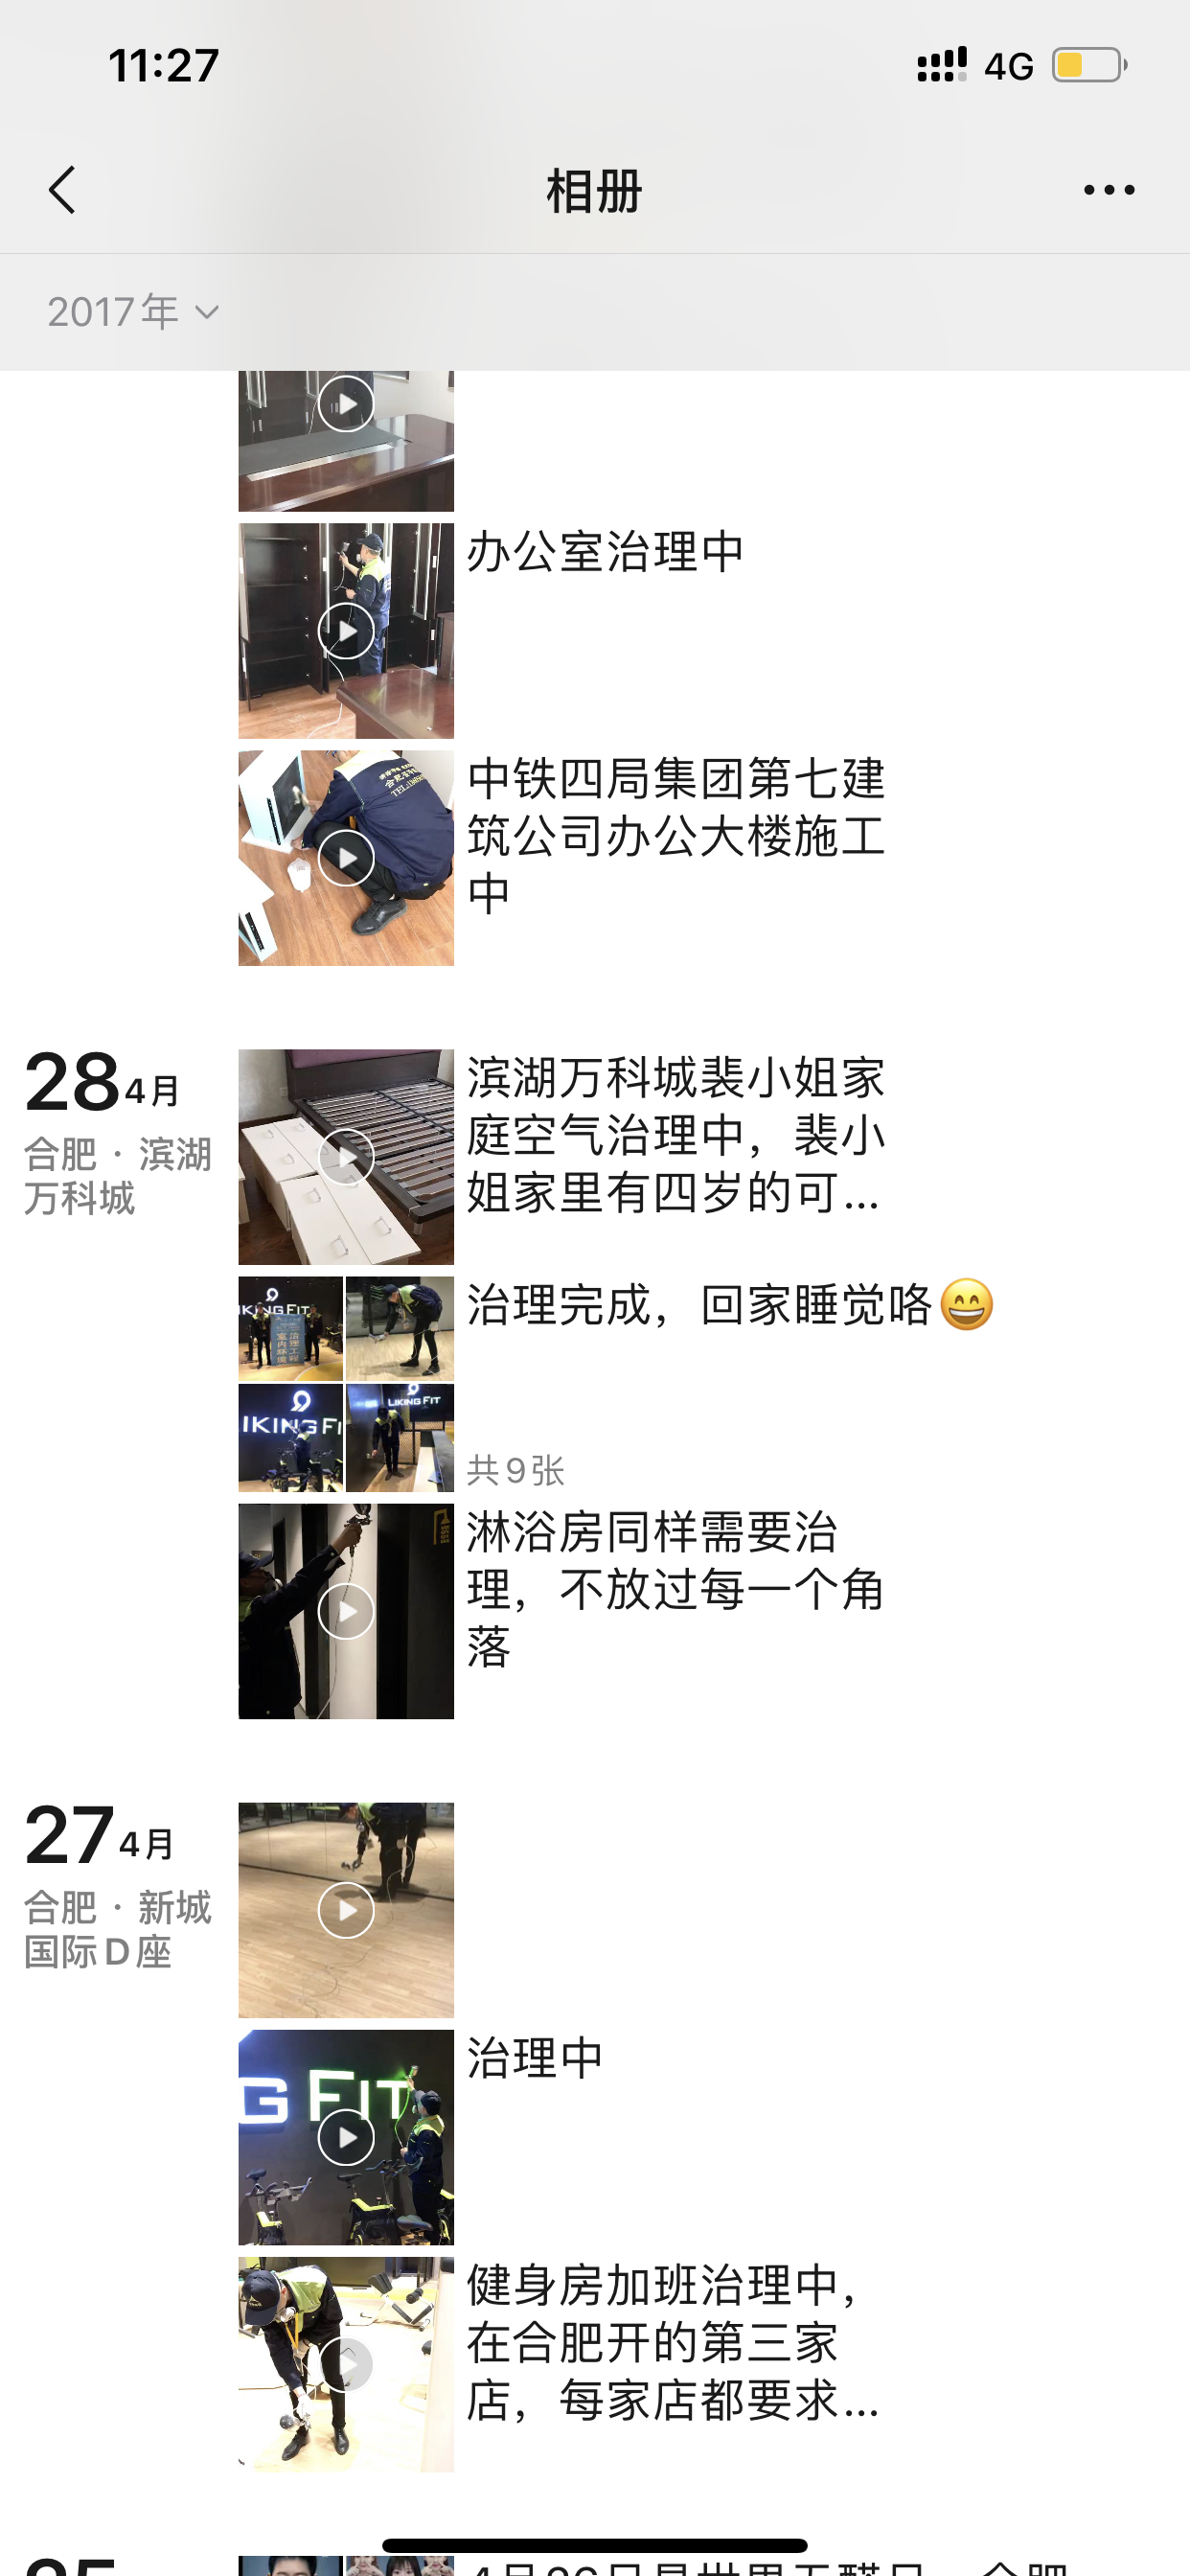 11:27
4G
相册
2017年
办公室治理中
中铁四局集团第七建
筑公司办公大楼施工
中
28 4月
合肥 · 滨湖
万科城
滨湖万科城裴小姐家
庭空气治理中，裴小
姐家里有四岁的可...
LIKING FIT
治理完成，回家睡觉咯😄
共9张
淋浴房同样需要治
理，不放过每一个角
落
27 4月
合肥 · 新城
国际D座
G FIT
治理中
健身房加班治理中，
在合肥开的第三家
店，每家店都要求...